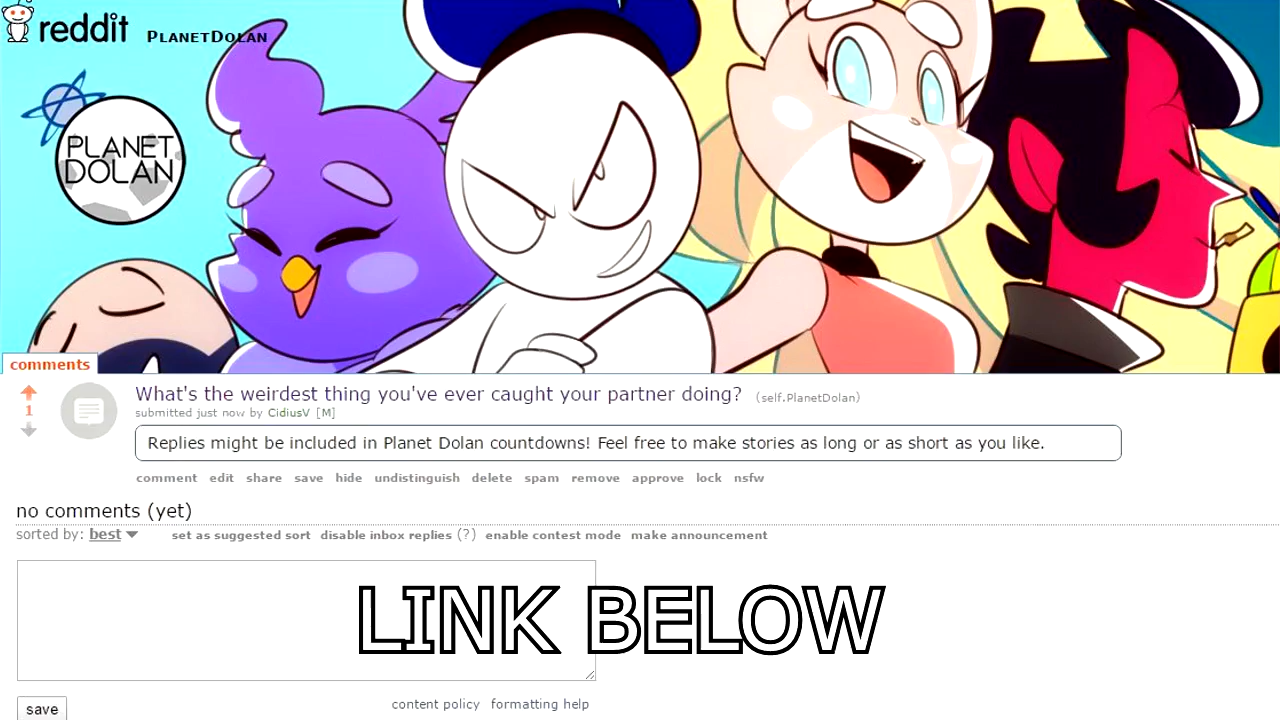 reddit PLANETDOLAN
PLANET
DOLAN
comments
What's the weirdest thing you've ever caught your partner doing? (self.PlanetDolan)
1
submitted just now by CidiusV [M]
Replies might be included in Planet Dolan countdowns! Feel free to make stories as long or as short as you like.
comment edit share save hide undistinguish delete spam remove approve lock nsfw
no comments (yet)
sorted by: best set as suggested sort disable inbox replies (?) enable contest mode make announcement
LINK BELOW
content policy formatting help
save